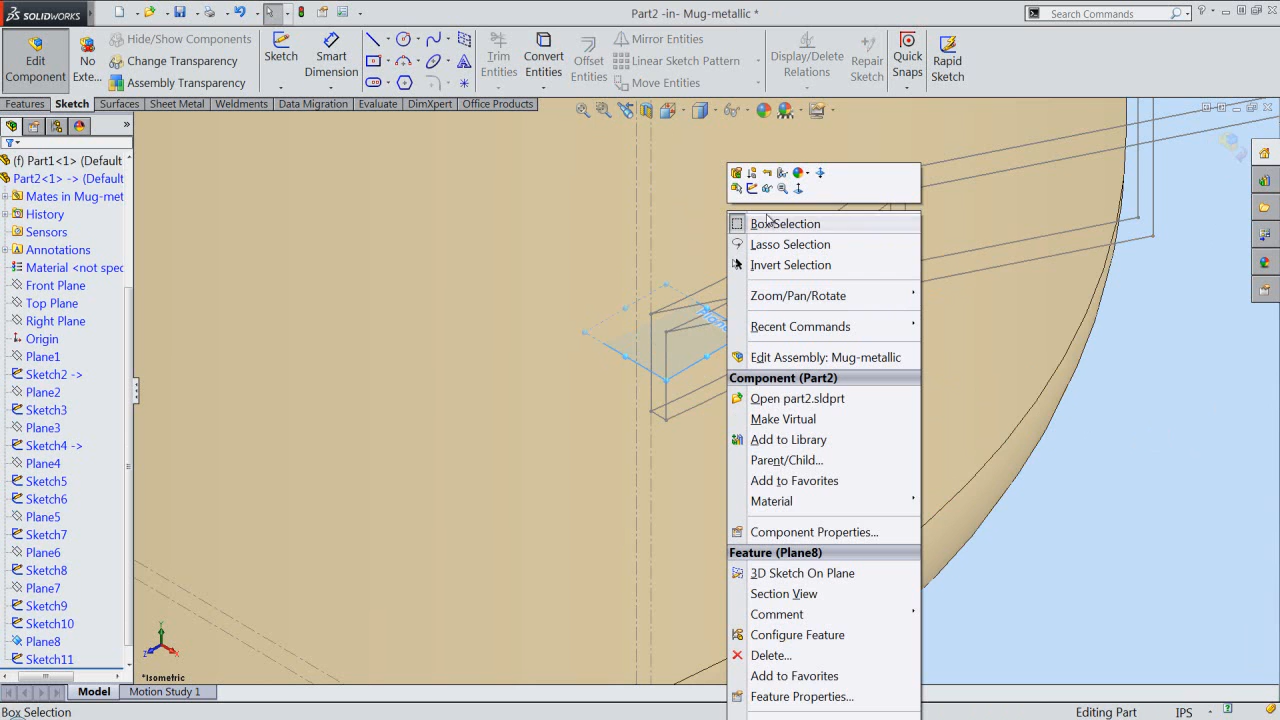 SOLIDWORKS
Part2 -in- Mug-metallic *
Search Commands
Edit
Component
No
Exte...
Hide/Show Components
Change Transparency
Assembly Transparency
Sketch
Smart
Dimension
Trim
Entities
Convert
Entities
Offset
Entities
Mirror Entities
Linear Sketch Pattern
Move Entities
Display/Delete
Relations
Repair
Sketch
Quick
Snaps
Rapid
Sketch
Features
Sketch
Surfaces
Sheet Metal
Weldments
Data Migration
Evaluate
DimXpert
Office Products
(f) Part1<1> (Default
Part2<1> -> (Default
Mates in Mug-met
History
Sensors
Annotations
Material <not spec
Front Plane
Top Plane
Right Plane
Origin
Plane1
Sketch2 ->
Plane2
Sketch3
Plane3
Sketch4 ->
Plane4
Sketch5
Sketch6
Plane5
Sketch7
Plane6
Sketch8
Plane7
Sketch9
Sketch10
Plane8
Sketch11
Box Selection
Lasso Selection
Invert Selection
Zoom/Pan/Rotate
Recent Commands
Edit Assembly: Mug-metallic
Component (Part2)
Open part2.sldprt
Make Virtual
Add to Library
Parent/Child...
Add to Favorites
Material
Component Properties...
Feature (Plane8)
3D Sketch On Plane
Section View
Comment
Configure Feature
Delete...
Add to Favorites
Feature Properties...
Y
Z
X
*Isometric
Model
Motion Study 1
Box Selection
Editing Part
IPS